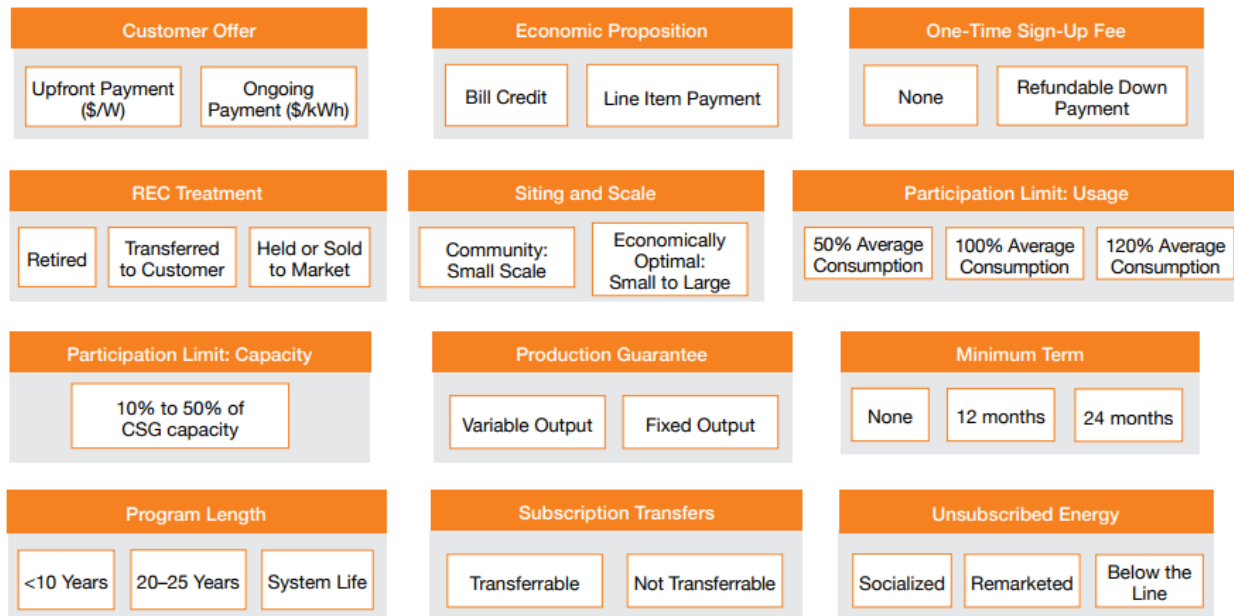 Customer Offer
Upfront Payment
($/W)
Ongoing
Payment ($/kWh)
Economic Proposition
Bill Credit
Line Item Payment
One-Time Sign-Up Fee
None
Refundable Down
Payment
REC Treatment
Retired
Transferred
to Customer
Held or Sold
to Market
Siting and Scale
Community:
Small Scale
Economically
Optimal:
Small to Large
Participation Limit: Usage
50% Average
Consumption
100% Average
Consumption
120% Average
Consumption
Participation Limit: Capacity
10% to 50% of
CSG capacity
Production Guarantee
Variable Output
Fixed Output
Minimum Term
None
12 months
24 months
Program Length
<10 Years
20–25 Years
System Life
Subscription Transfers
Transferrable
Not Transferrable
Unsubscribed Energy
Socialized
Remarketed
Below the
Line